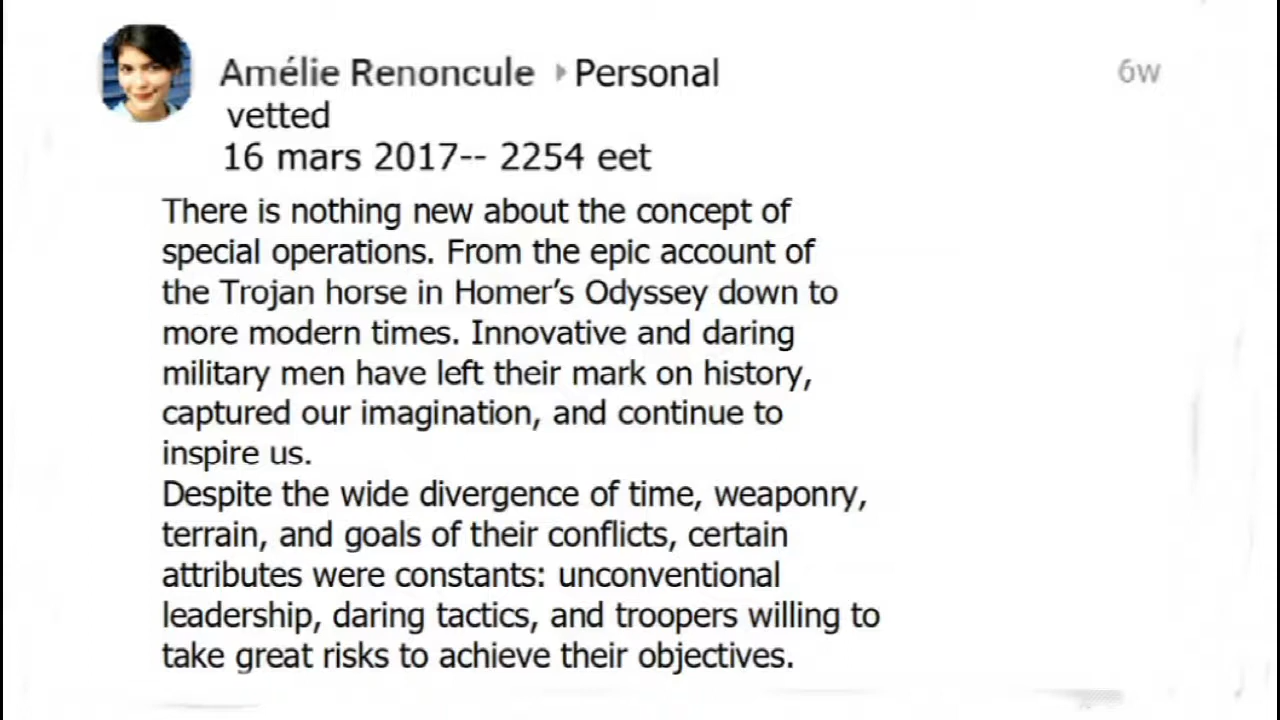 Amélie Renoncule ▸ Personal 6w
vetted
16 mars 2017-- 2254 eet
There is nothing new about the concept of
special operations. From the epic account of
the Trojan horse in Homer’s Odyssey down to
more modern times. Innovative and daring
military men have left their mark on history,
captured our imagination, and continue to
inspire us.
Despite the wide divergence of time, weaponry,
terrain, and goals of their conflicts, certain
attributes were constants: unconventional
leadership, daring tactics, and troopers willing to
take great risks to achieve their objectives.